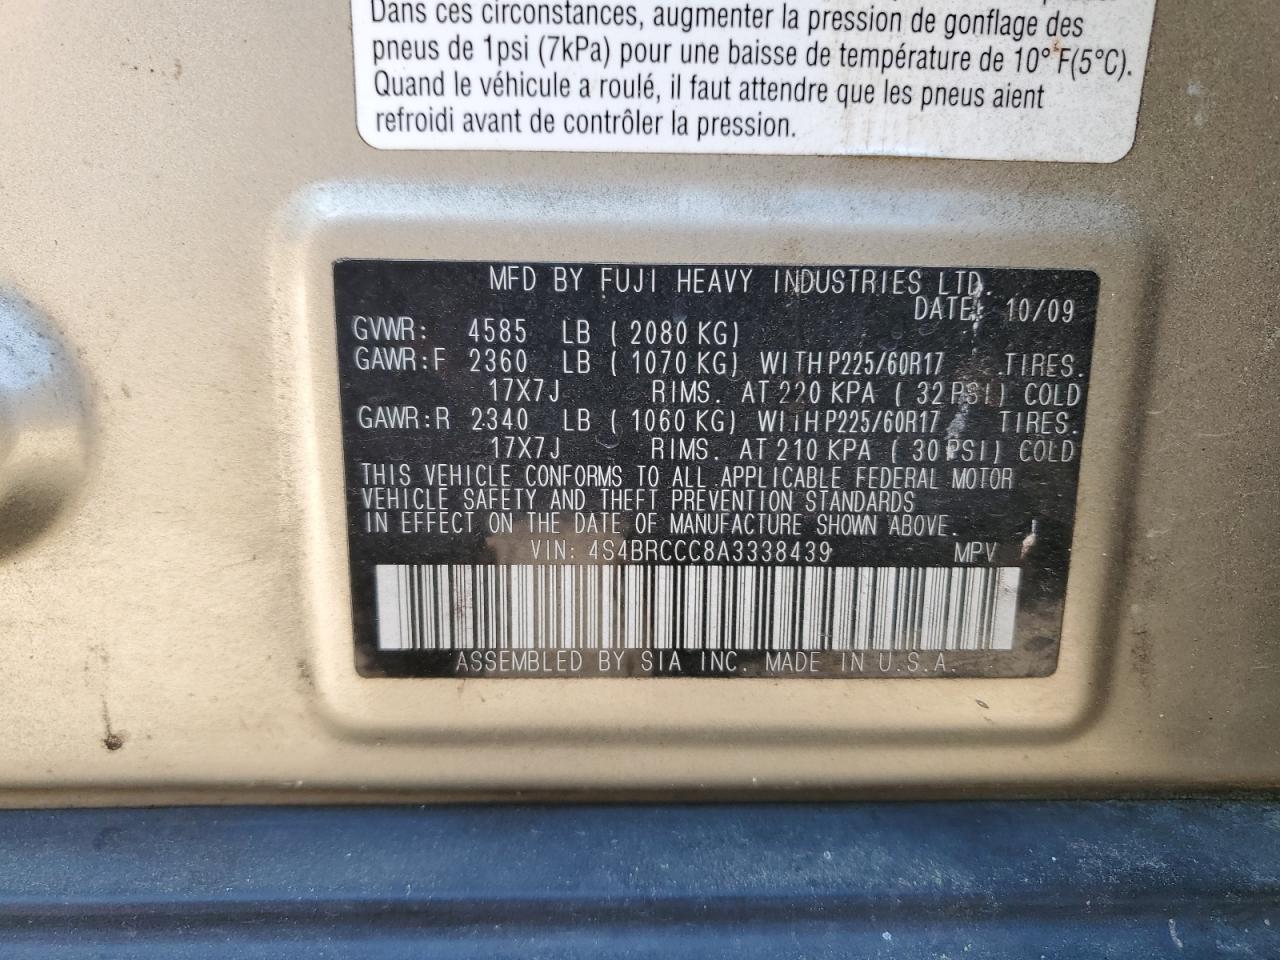 Dans ces circonstances, augmenter la pression de gonflage des
pneus de 1psi (7kPa) pour une baisse de température de 10° F(5°C).
Quand le véhicule a roulé, il faut attendre que les pneus aient
refroidi avant de contrôler la pression.
MFD BY FUJI HEAVY INDUSTRIES LTD.
DATE: 10/09
GVWR: 4585 LB ( 2080 KG)
GAWR:F 2360 LB ( 1070 KG) WITH P225/60R17 TIRES.
17X7J RIMS. AT 220 KPA ( 32 PSI) COLD
GAWR:R 2340 LB ( 1060 KG) WITH P225/60R17 TIRES.
17X7J RIMS. AT 210 KPA ( 30 PSI) COLD
THIS VEHICLE CONFORMS TO ALL APPLICABLE FEDERAL MOTOR
VEHICLE SAFETY AND THEFT PREVENTION STANDARDS
IN EFFECT ON THE DATE OF MANUFACTURE SHOWN ABOVE.
VIN: 4S4BRCCC8A3338439 MPV
ASSEMBLED BY SIA INC. MADE IN U.S.A.